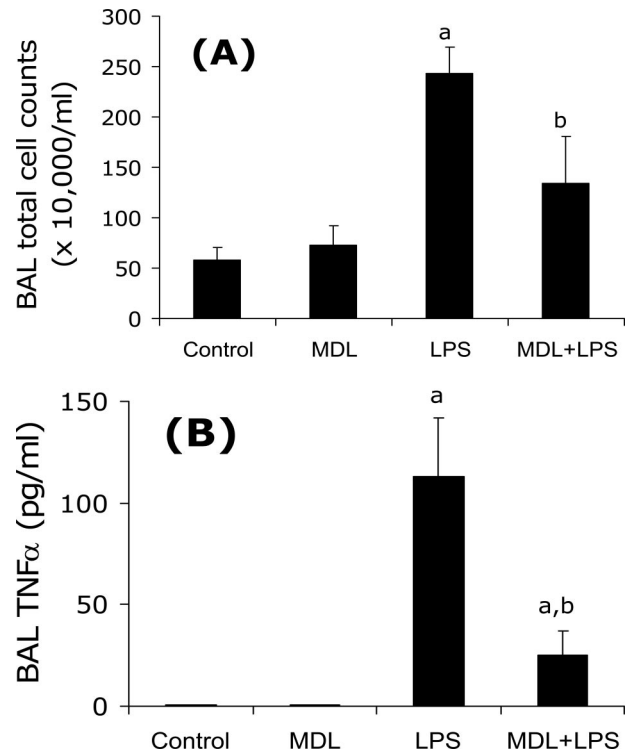 (A)
BAL total cell counts
(x 10,000/ml)
300
250
200
150
100
50
0
a
b
Control MDL LPS MDL+LPS
(B)
BAL TNFα (pg/ml)
150
100
50
0
a
a,b
Control MDL LPS MDL+LPS